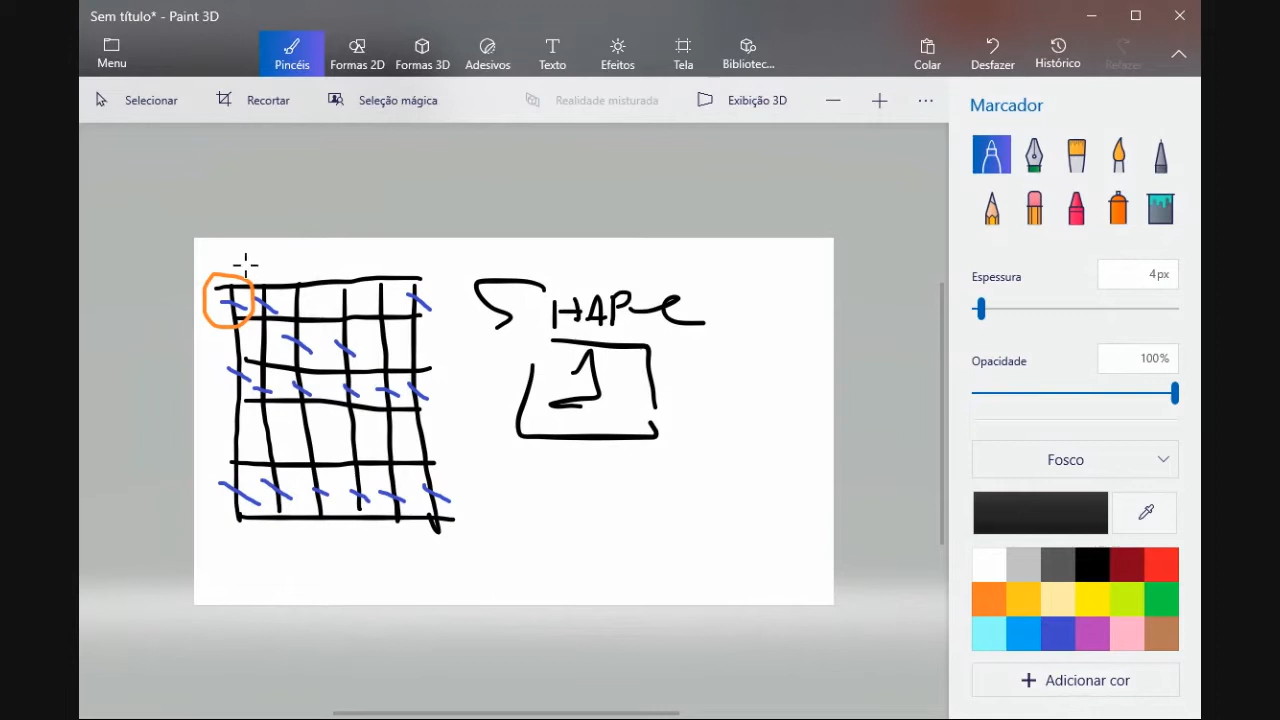 Sem título* - Paint 3D
Menu
Pincéis
Formas 2D
Formas 3D
Adesivos
Texto
Efeitos
Tela
Bibliotec...
Colar
Desfazer
Histórico
Refazer
Selecionar
Recortar
Seleção mágica
Realidade misturada
Exibição 3D
Marcador
Espessura
4px
Opacidade
100%
Fosco
Adicionar cor
SHAPE
1